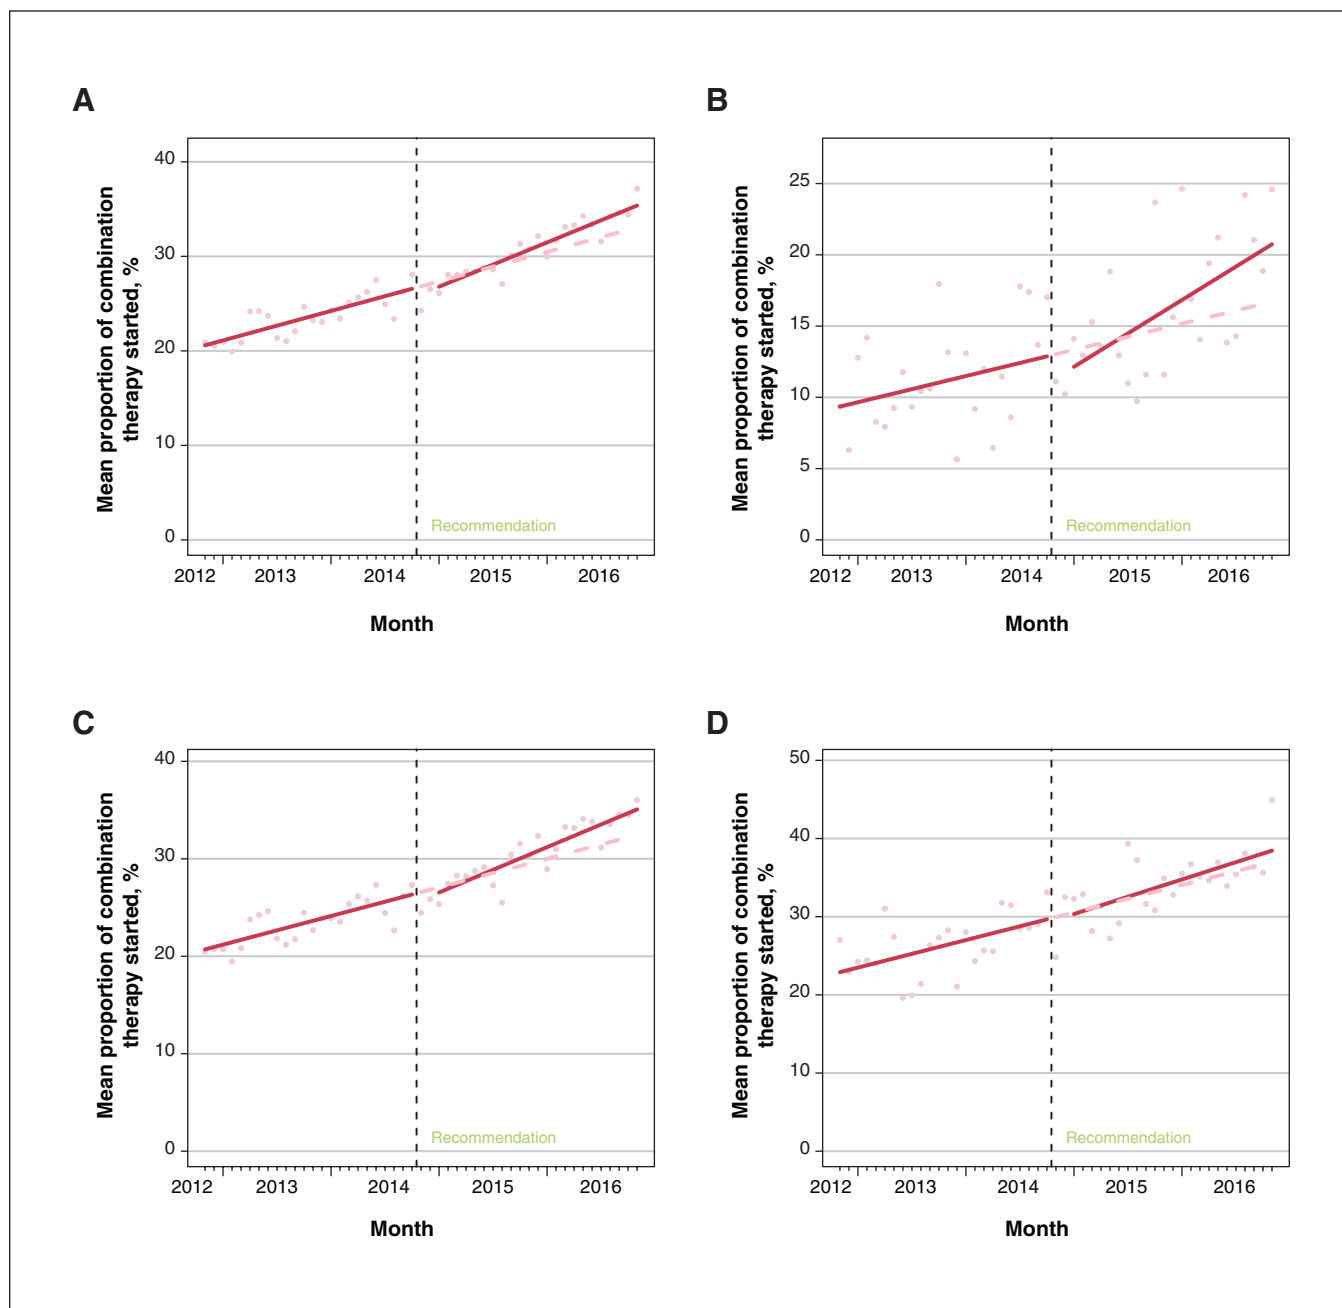 A
Mean proportion of combination
therapy started, %
40
30
20
10
0
Recommendation
2012 2013 2014 2015 2016
Month
B
Mean proportion of combination
therapy started, %
25
20
15
10
5
0
Recommendation
2012 2013 2014 2015 2016
Month
C
Mean proportion of combination
therapy started, %
40
30
20
10
0
Recommendation
2012 2013 2014 2015 2016
Month
D
Mean proportion of combination
therapy started, %
50
40
30
20
10
0
Recommendation
2012 2013 2014 2015 2016
Month